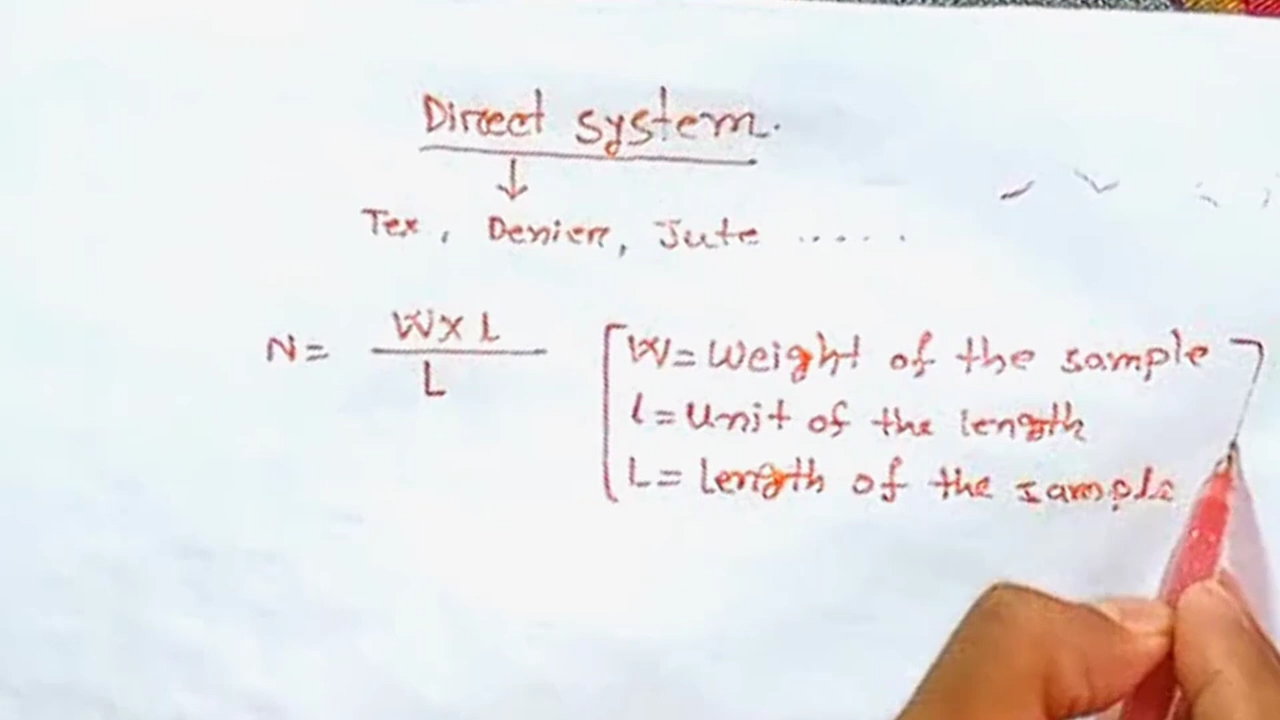 Direct system.
↓
Tex, Denier, Jute .....
N = W x l / L
W = Weight of the sample
l = Unit of the length
L = Length of the sample